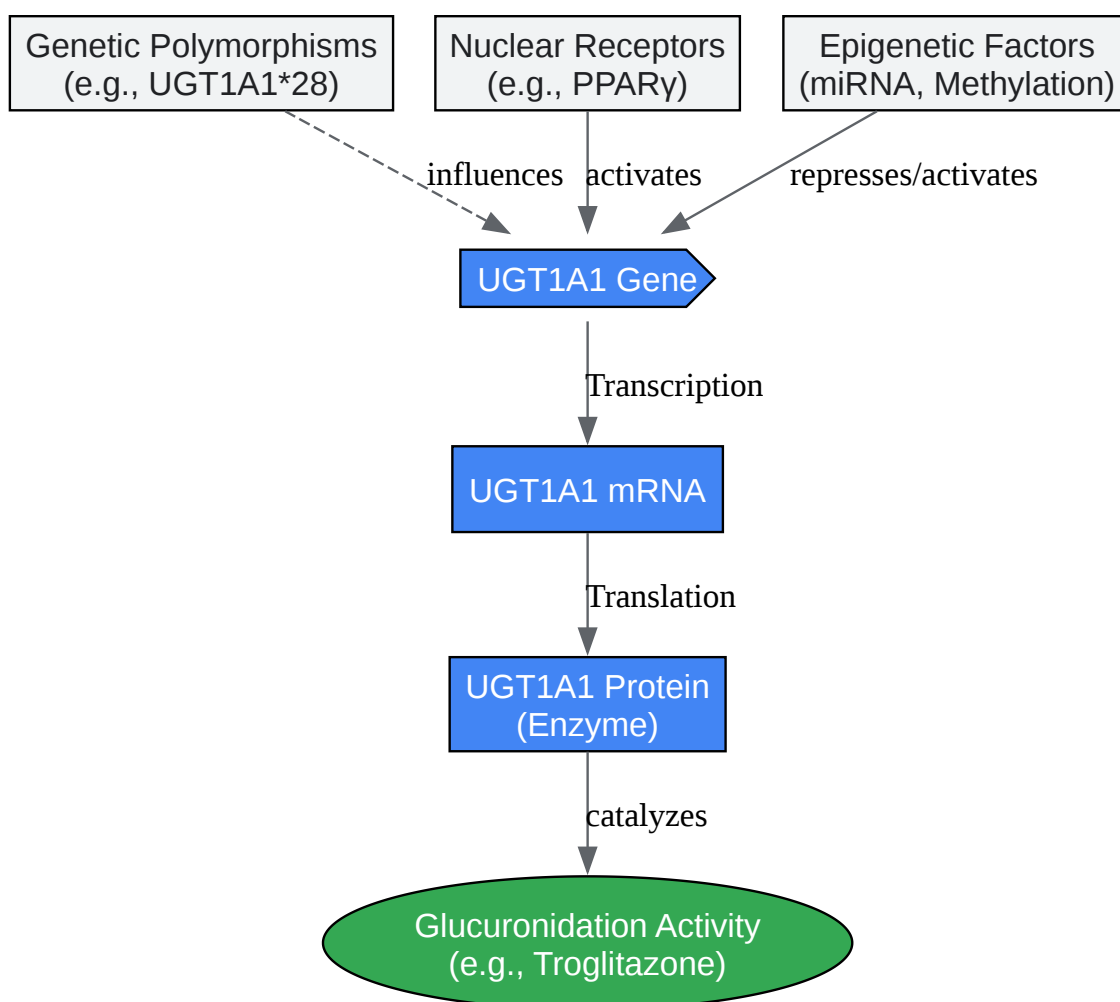 Genetic Polymorphisms
(e.g., UGT1A1*28)
Nuclear Receptors
(e.g., PPARγ)
Epigenetic Factors
(miRNA, Methylation)
influences
activates
represses/activates
UGT1A1 Gene
Transcription
UGT1A1 mRNA
Translation
UGT1A1 Protein
(Enzyme)
catalyzes
Glucuronidation Activity
(e.g., Troglitazone)